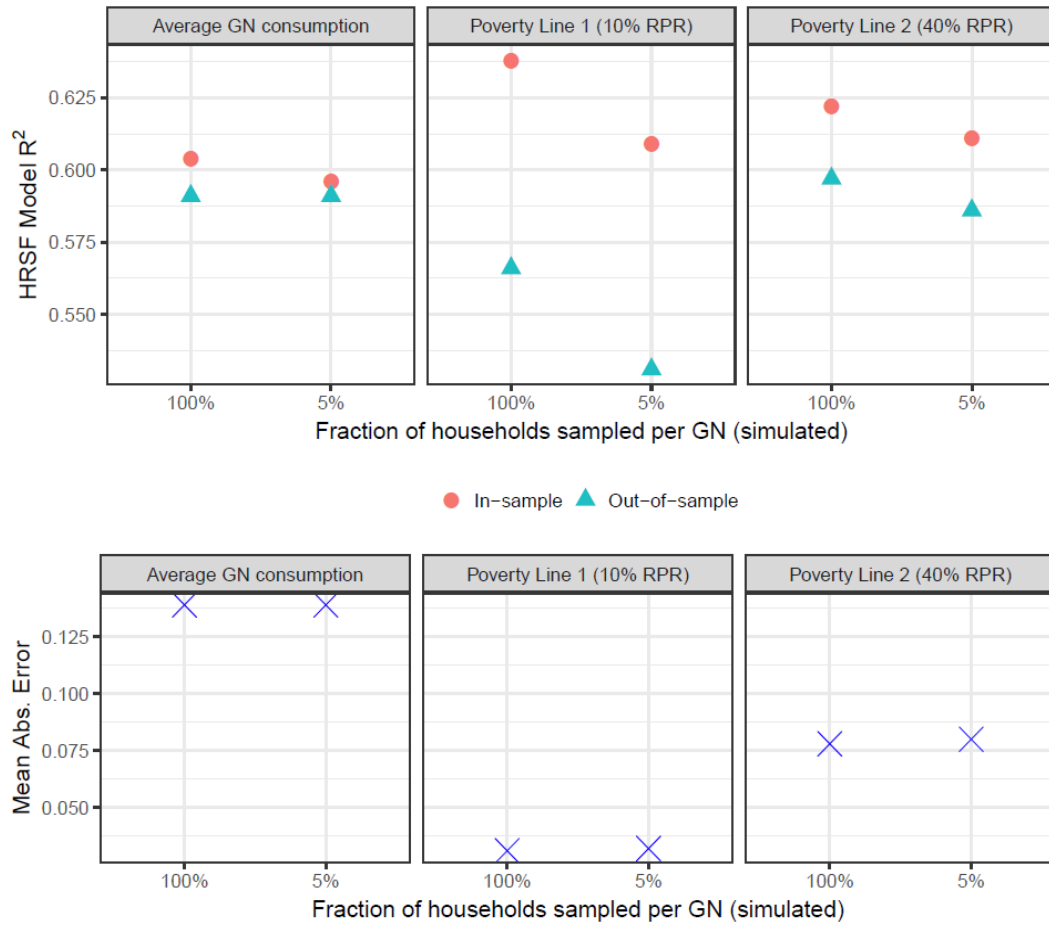 Average GN consumption Poverty Line 1 (10% RPR) Poverty Line 2 (40% RPR)
HRSF Model R²
0.625
0.600
0.575
0.550
100% 5% 100% 5% 100% 5%
Fraction of households sampled per GN (simulated)
In−sample Out−of−sample
Average GN consumption Poverty Line 1 (10% RPR) Poverty Line 2 (40% RPR)
Mean Abs. Error
0.125
0.100
0.075
0.050
100% 5% 100% 5% 100% 5%
Fraction of households sampled per GN (simulated)